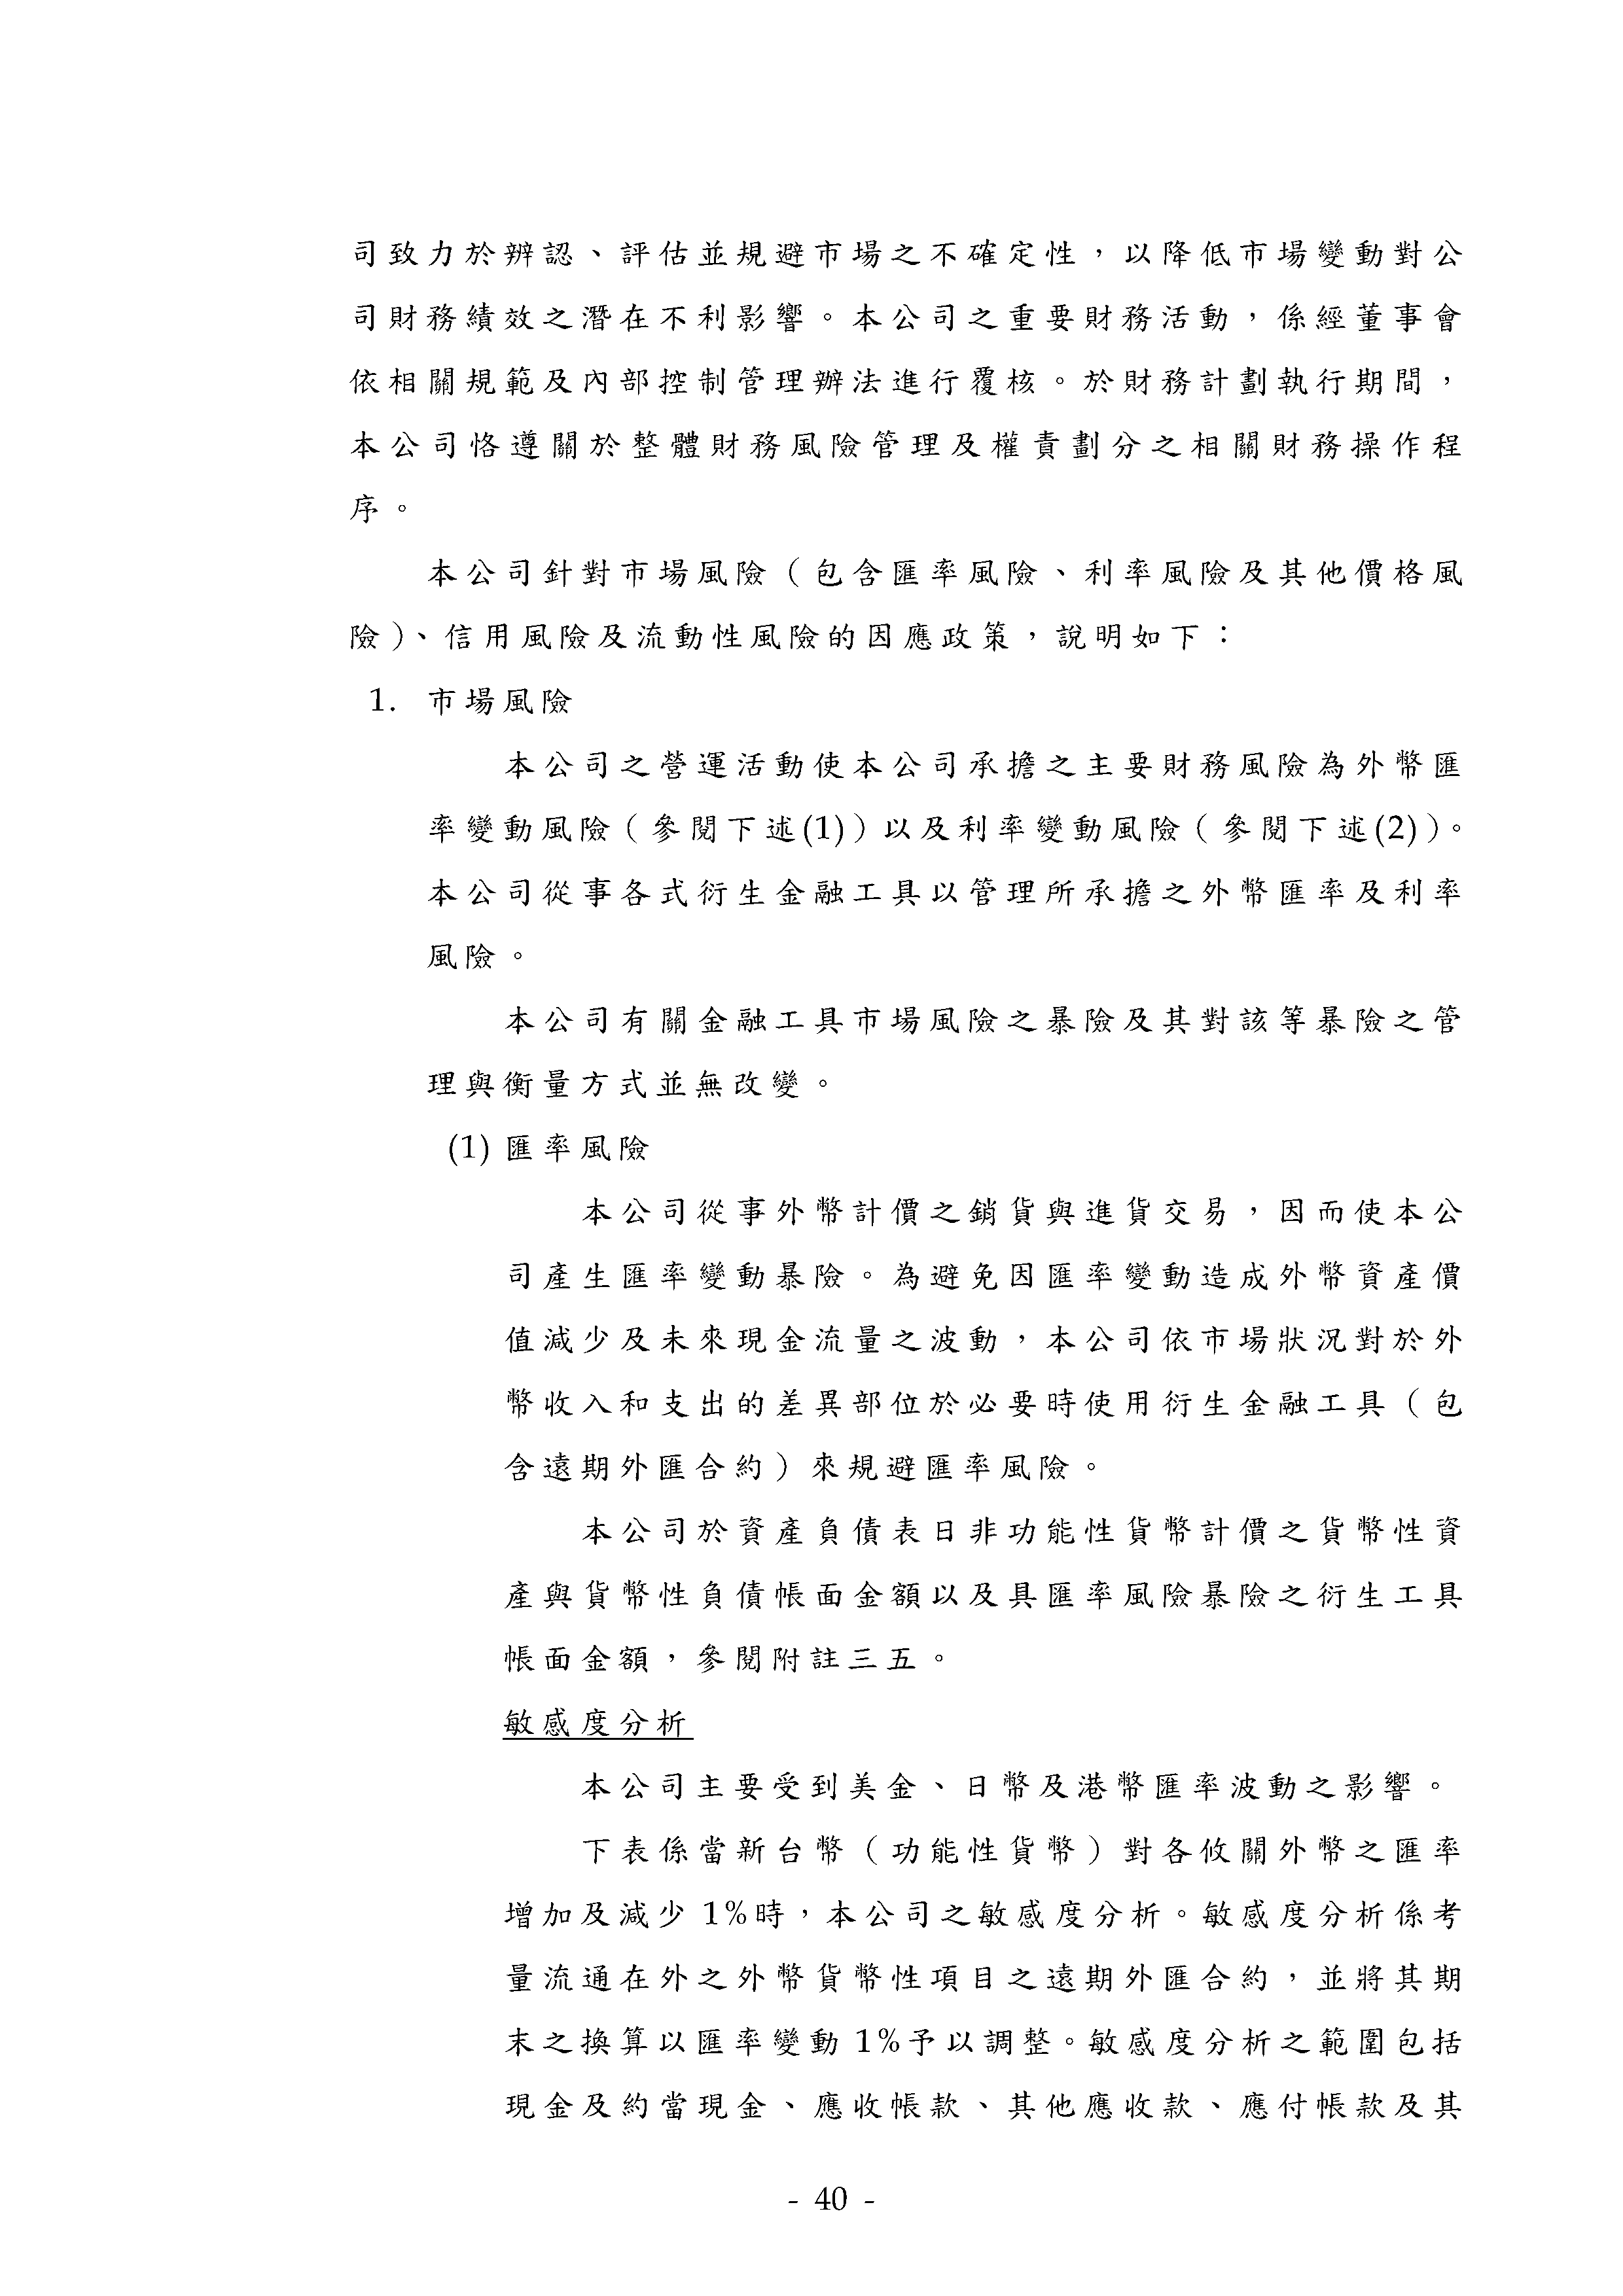 司致力於辨認、評估並規避市場之不確定性，以降低市場變動對公
司財務績效之潛在不利影響。本公司之重要財務活動，係經董事會
依相關規範及內部控制管理辦法進行覆核。於財務計劃執行期間，
本公司恪遵關於整體財務風險管理及權責劃分之相關財務操作程
序。
本公司針對市場風險（包含匯率風險、利率風險及其他價格風
險）、信用風險及流動性風險的因應政策，說明如下：
1. 市場風險
本公司之營運活動使本公司承擔之主要財務風險為外幣匯
率變動風險（參閱下述(1)）以及利率變動風險（參閱下述(2)）。
本公司從事各式衍生金融工具以管理所承擔之外幣匯率及利率
風險。
本公司有關金融工具市場風險之暴險及其對該等暴險之管
理與衡量方式並無改變。
(1) 匯率風險
本公司從事外幣計價之銷貨與進貨交易，因而使本公
司產生匯率變動暴險。為避免因匯率變動造成外幣資產價
值減少及未來現金流量之波動，本公司依市場狀況對於外
幣收入和支出的差異部位於必要時使用衍生金融工具（包
含遠期外匯合約）來規避匯率風險。
本公司於資產負債表日非功能性貨幣計價之貨幣性資
產與貨幣性負債帳面金額以及具匯率風險暴險之衍生工具
帳面金額，參閱附註三五。
敏感度分析
本公司主要受到美金、日幣及港幣匯率波動之影響。
下表係當新台幣（功能性貨幣）對各攸關外幣之匯率
增加及減少 1%時，本公司之敏感度分析。敏感度分析係考
量流通在外之外幣貨幣性項目之遠期外匯合約，並將其期
末之換算以匯率變動 1%予以調整。敏感度分析之範圍包括
現金及約當現金、應收帳款、其他應收款、應付帳款及其
- 40 -